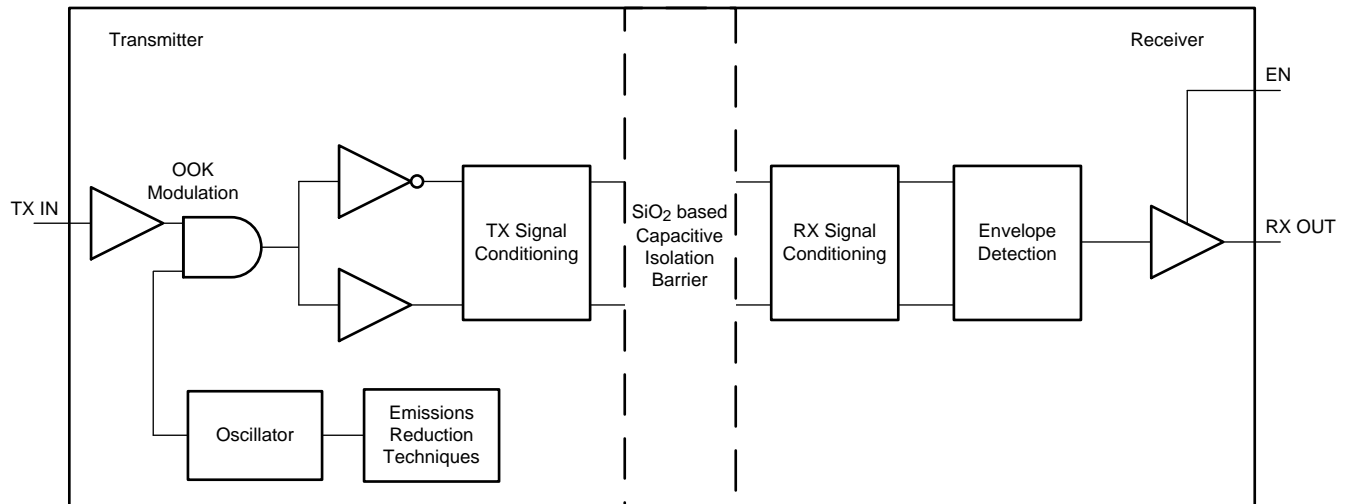 Transmitter
Receiver
EN
OOK
Modulation
TX IN
TX Signal
Conditioning
SiO2 based
Capacitive
Isolation
Barrier
RX Signal
Conditioning
Envelope
Detection
RX OUT
Oscillator
Emissions
Reduction
Techniques